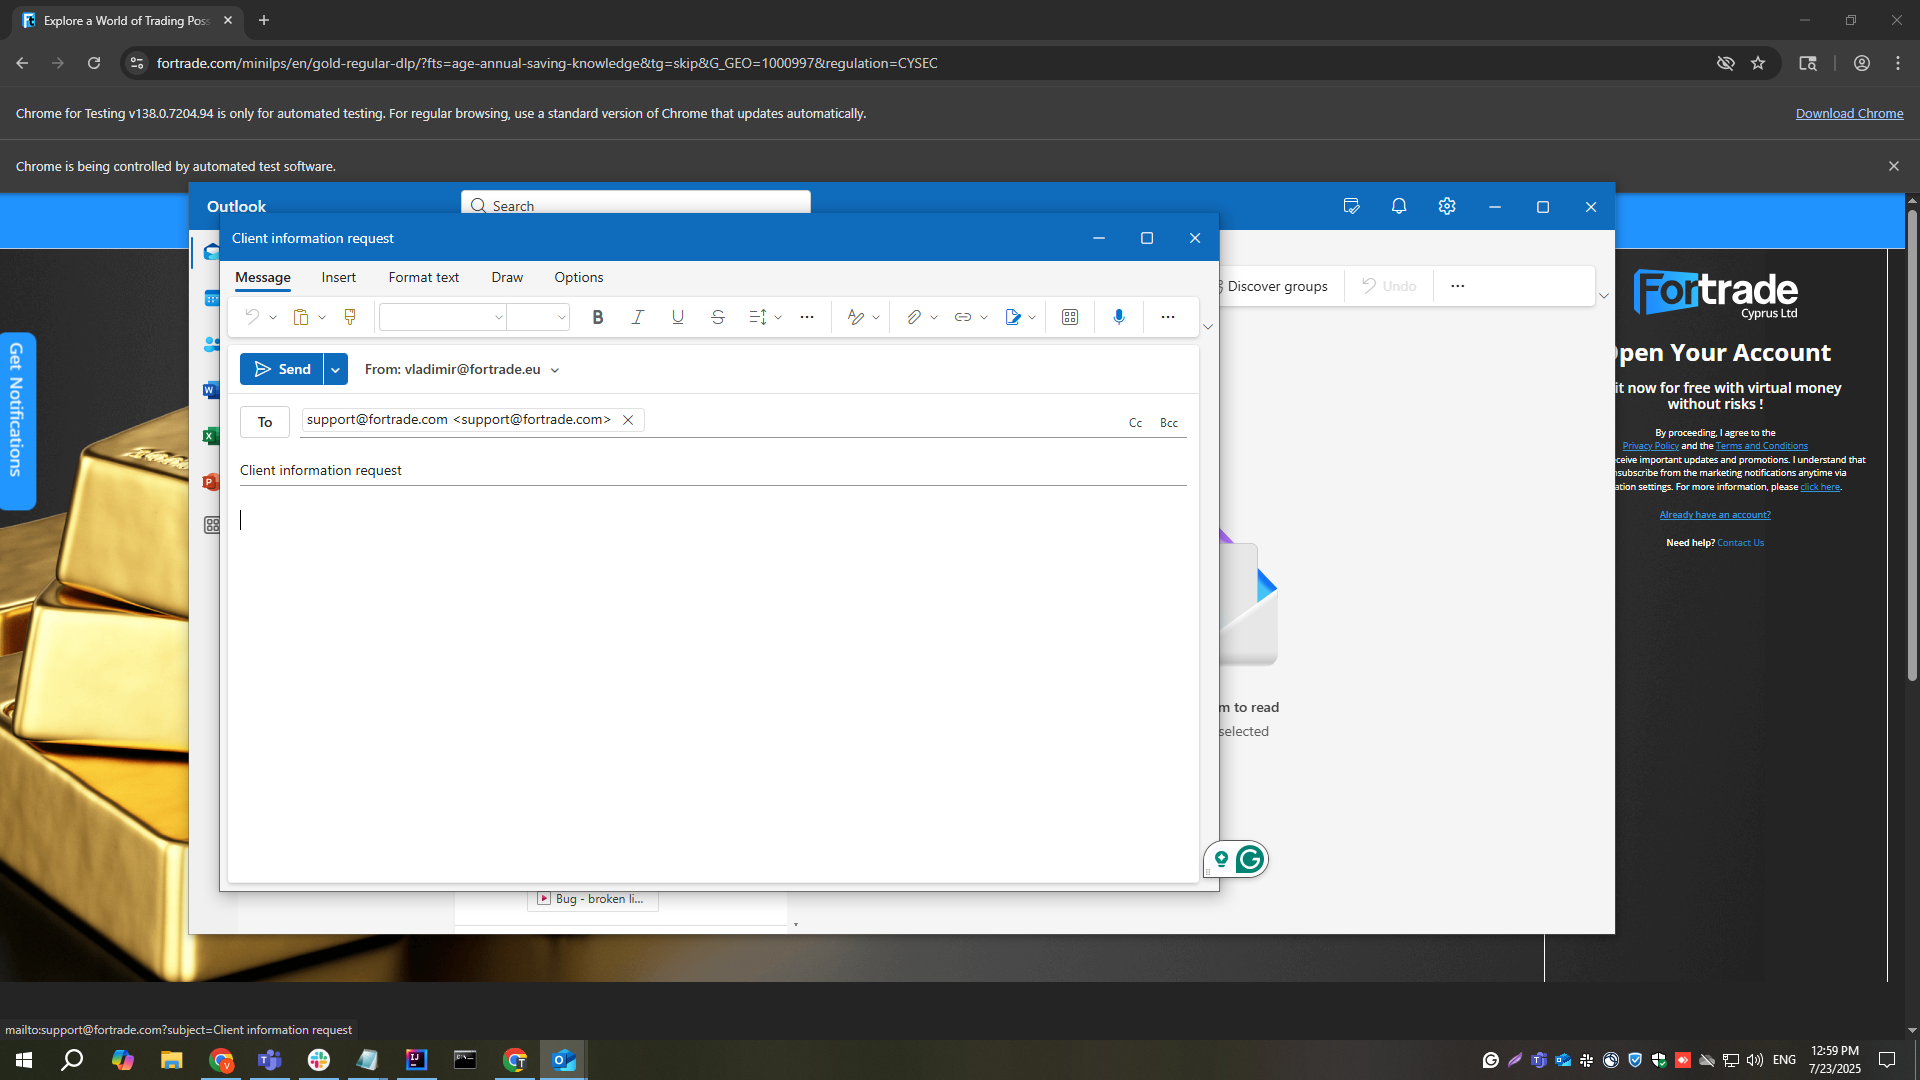 Explore a World of Trading Pos
fortrade.com/minilps/en/gold-regular-dlp/?fts=age-annual-saving-knowledge&tg=skip&G_GEO=1000997&regulation=CYSEC
Chrome for Testing v138.0.7204.94 is only for automated testing. For regular browsing, use a standard version of Chrome that updates automatically.
Download Chrome
Chrome is being controlled by automated test software.
Outlook
Search
Client information request
Message Insert Format text Draw Options
Discover groups
Undo
Send
From: vladimir@fortrade.eu
To
support@fortrade.com <support@fortrade.com>
Cc Bcc
Client information request
Get Notifications
m to read
selected
Bug - broken li...
Fortrade
Cyprus Ltd
pen Your Account
it now for free with virtual money
without risks !
By proceeding, I agree to the
Privacy Policy and the Terms and Conditions
ceive important updates and promotions. I understand that
nsubscribe from the marketing notifications anytime via
ation settings. For more information, please click here.
Already have an account?
Need help? Contact Us
mailto:support@fortrade.com?subject=Client information request
ENG
12:59 PM
7/23/2025